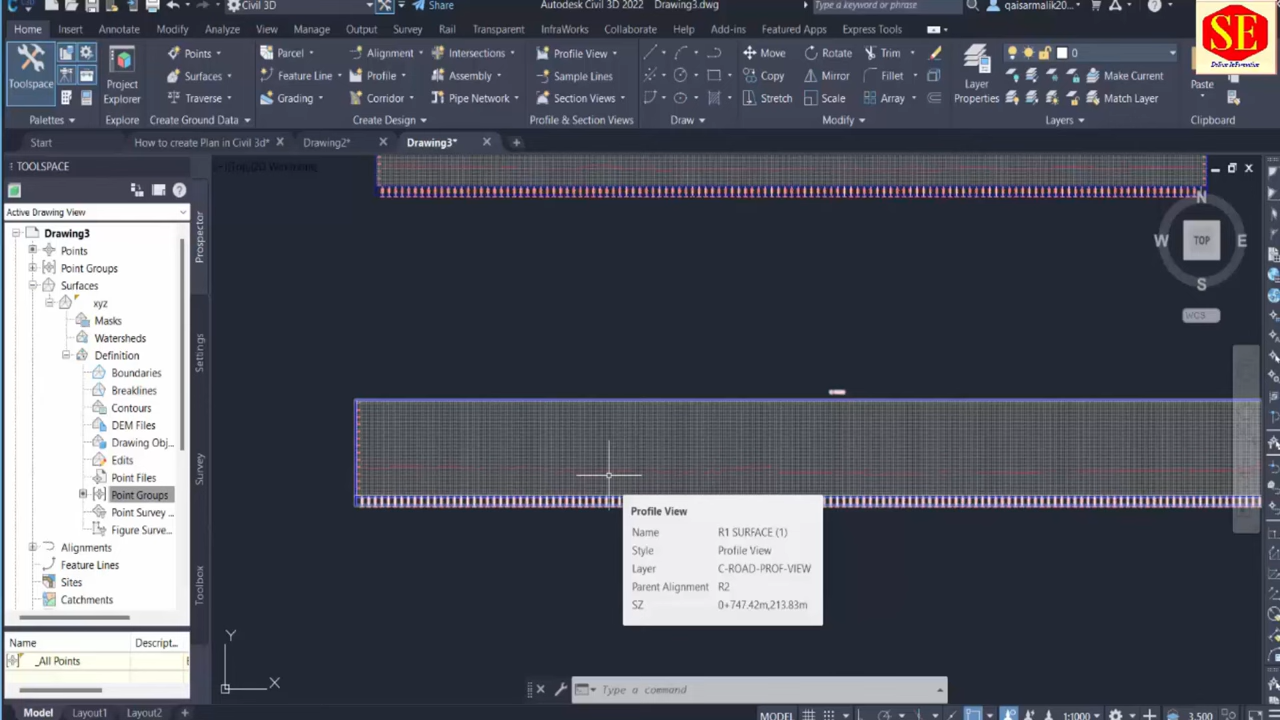 Civil 3D
Share
Autodesk Civil 3D 2022 Drawing3.dwg
Type a keyword or phrase
qaisarmalik20...
SE
Home Insert Annotate Modify Analyze View Manage Output Survey Rail Transparent Collaborate Help Add-ins Featured Apps Express Tools
Toolspace
Project
Explorer
Points
Surfaces
Traverse
Parcel
Feature Line
Grading
Alignment
Profile
Corridor
Intersections
Assembly
Pipe Network
Profile View
Sample Lines
Section Views
Move
Copy
Stretch
Rotate
Mirror
Scale
Trim
Fillet
Array
Layer
Properties
0
Make Current
Match Layer
Paste
Palettes
Explore
Create Ground Data
Create Design
Profile & Section Views
Draw
Modify
Layers
Clipboard
Start
How to create Plan in Civil 3d*
Drawing2*
Drawing3*
TOOLSPACE
Active Drawing View
Drawing3
Points
Point Groups
Surfaces
xyz
Masks
Watersheds
Definition
Boundaries
Breaklines
Contours
DEM Files
Drawing Obj...
Edits
Point Files
Point Groups
Point Survey ...
Figure Surve...
Alignments
Feature Lines
Sites
Catchments
Prospector
Settings
Survey
Toolbox
Name Descript...
_All Points
N
W
TOP
E
S
WCS
Profile View
Name R1 SURFACE (1)
Style Profile View
Layer C-ROAD-PROF-VIEW
Parent Alignment R2
SZ 0+747.42m,213.83m
Y
X
Type a command
Model Layout1 Layout2
MODEL
1:1000
3.500